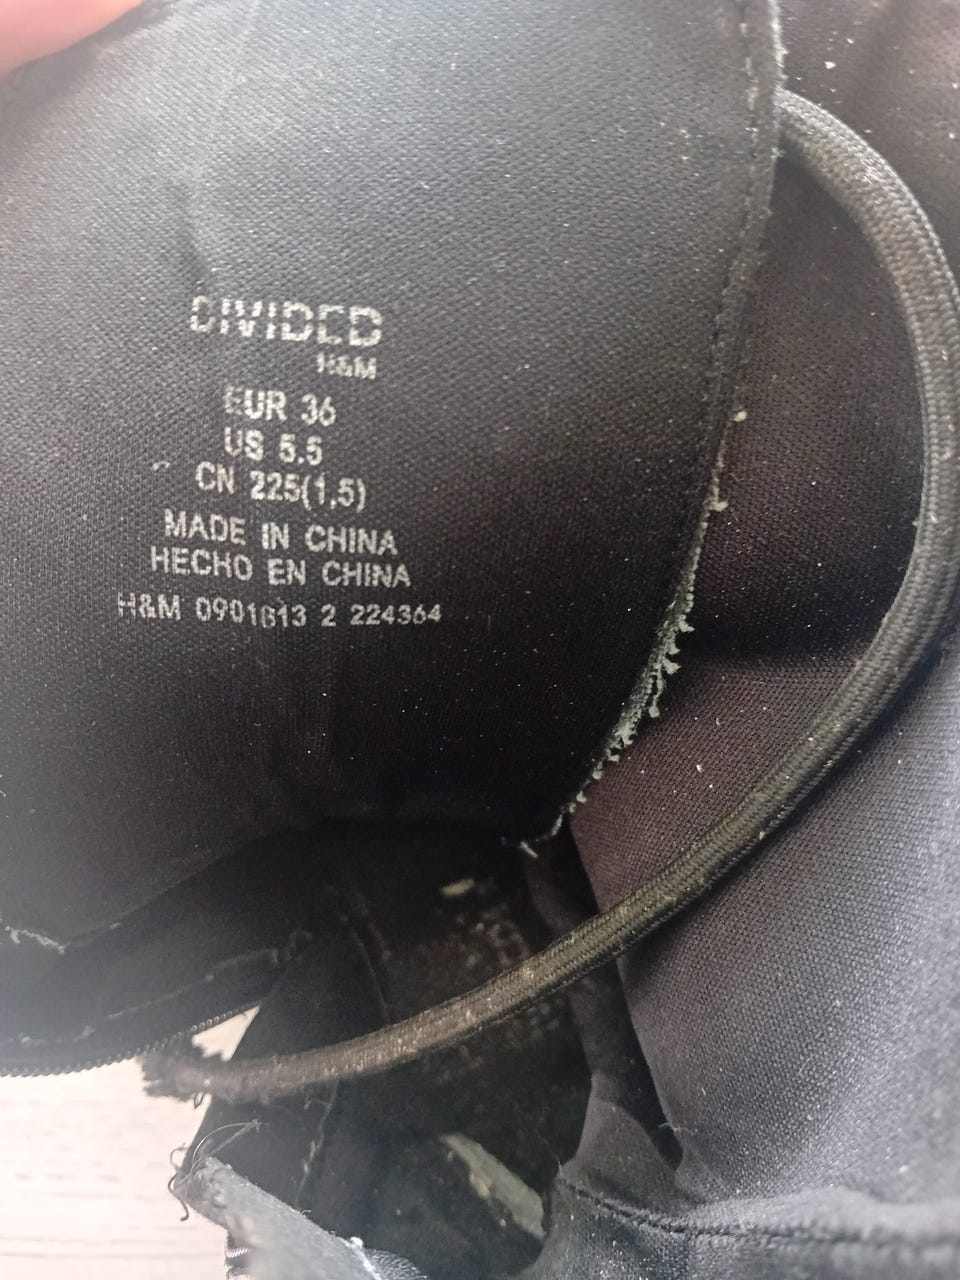 DIVIDED
H&M
EUR 36
US 5.5
CN 225(1,5)
MADE IN CHINA
HECHO EN CHINA
H&M 0901613 2 224364